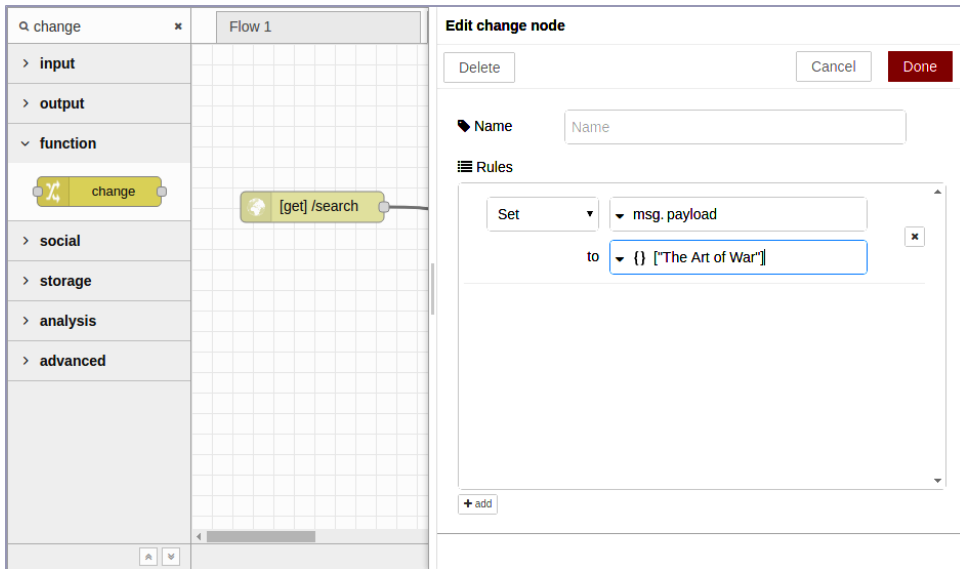 change
input
output
function
change
social
storage
analysis
advanced
Flow 1
[get] /search
Edit change node
Delete
Cancel
Done
Name
Name
Rules
Set
msg. payload
to
{} ["The Art of War"]
add